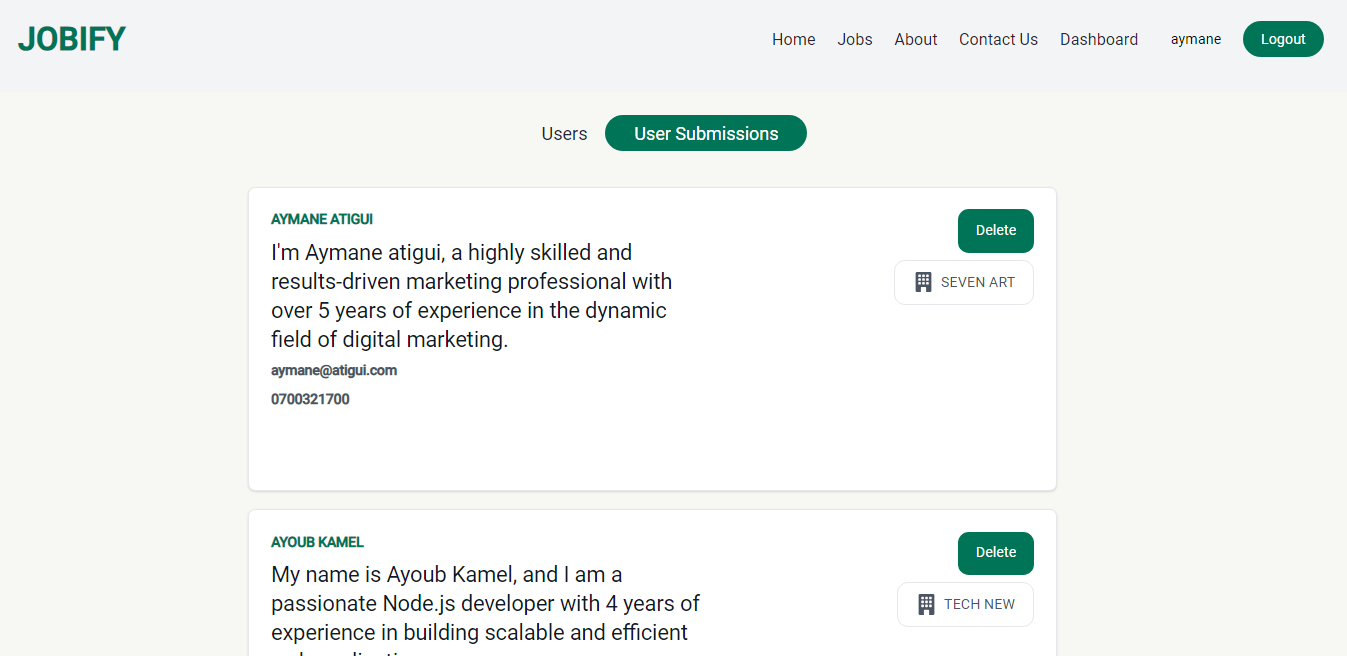 JOBIFY
Home Jobs About Contact Us Dashboard aymane Logout
Users User Submissions
AYMANE ATIGUI
Delete
I'm Aymane atigui, a highly skilled and
results-driven marketing professional with
over 5 years of experience in the dynamic
field of digital marketing.
SEVEN ART
aymane@atigui.com
0700321700
AYOUB KAMEL
Delete
My name is Ayoub Kamel, and I am a
passionate Node.js developer with 4 years of
experience in building scalable and efficient
TECH NEW